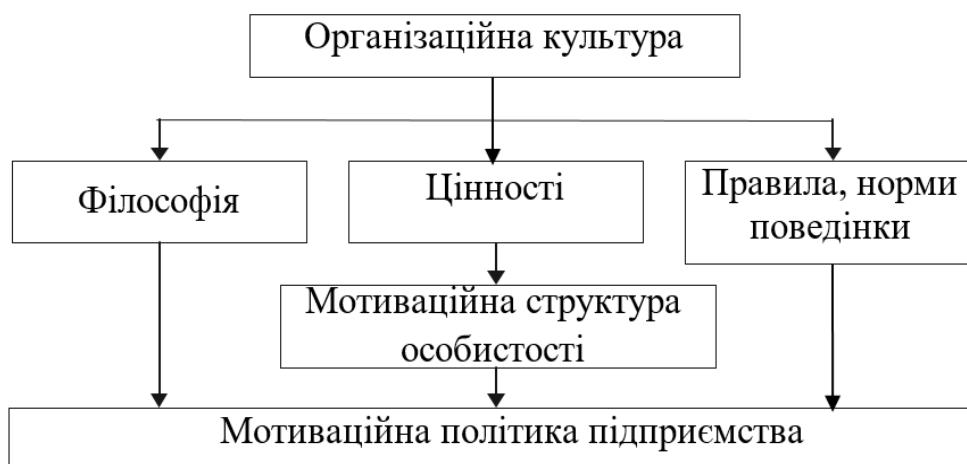 Організаційна культура
Філософія
Цінності
Правила, норми
поведінки
Мотиваційна структура
особистості
Мотиваційна політика підприємства